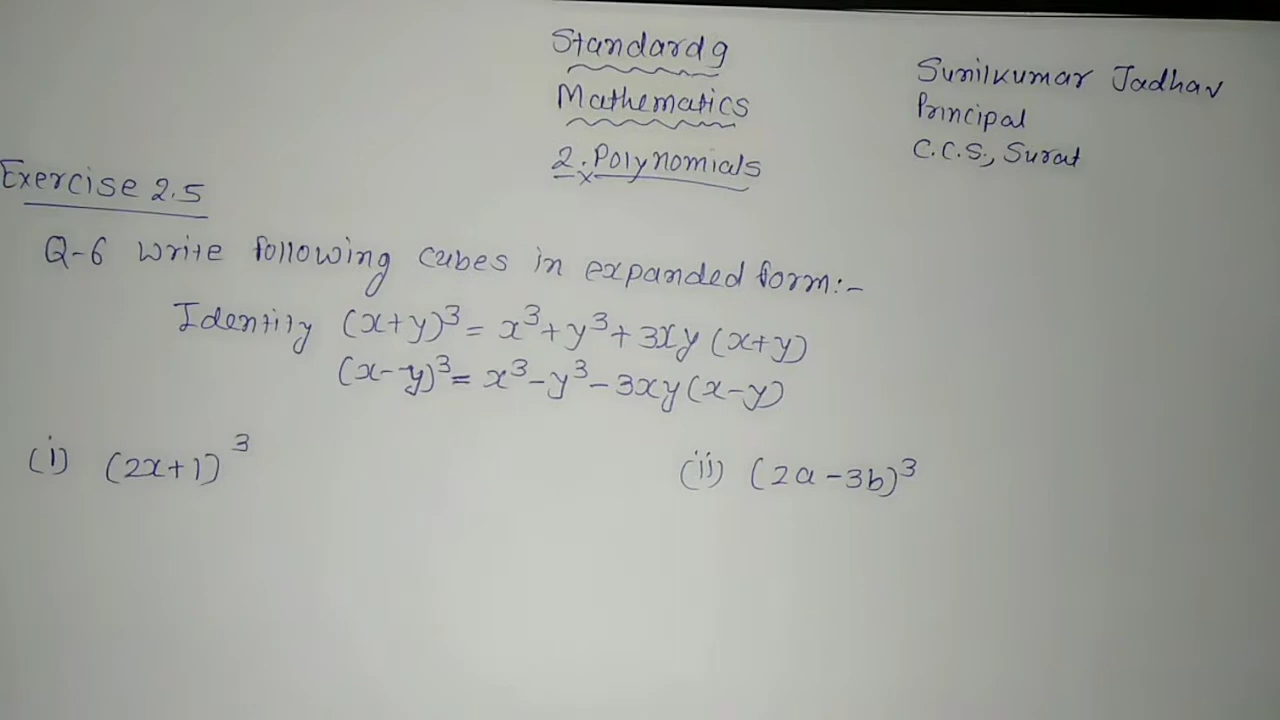 Standard 9
Mathematics
2. Polynomials
Sunilkumar Jadhav
Principal
C.C.S., Surat
Exercise 2.5
Q-6 Write following cubes in expanded form:-
Identity (x+y)³ = x³+y³+3xy(x+y)
(x-y)³ = x³-y³-3xy(x-y)
(i) (2x+1)³
(ii) (2a-3b)³